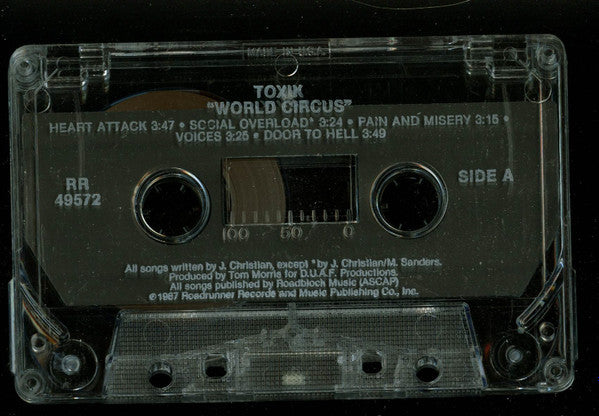 MADE IN U.S.A.
TOXIK
"WORLD CIRCUS"
HEART ATTACK 3:47 • SOCIAL OVERLOAD* 3:24 • PAIN AND MISERY 3:15 •
VOICES 3:25 • DOOR TO HELL 3:49
RR
49572
SIDE A
100 50 0
All songs written by J. Christian, except * by J. Christian/M. Sanders.
Produced by Tom Morris for D.U.A.F. Productions.
All songs published by Roadbloch Music (ASCAP)
©1987 Roadrunner Records and Music Publishing Co., Inc.